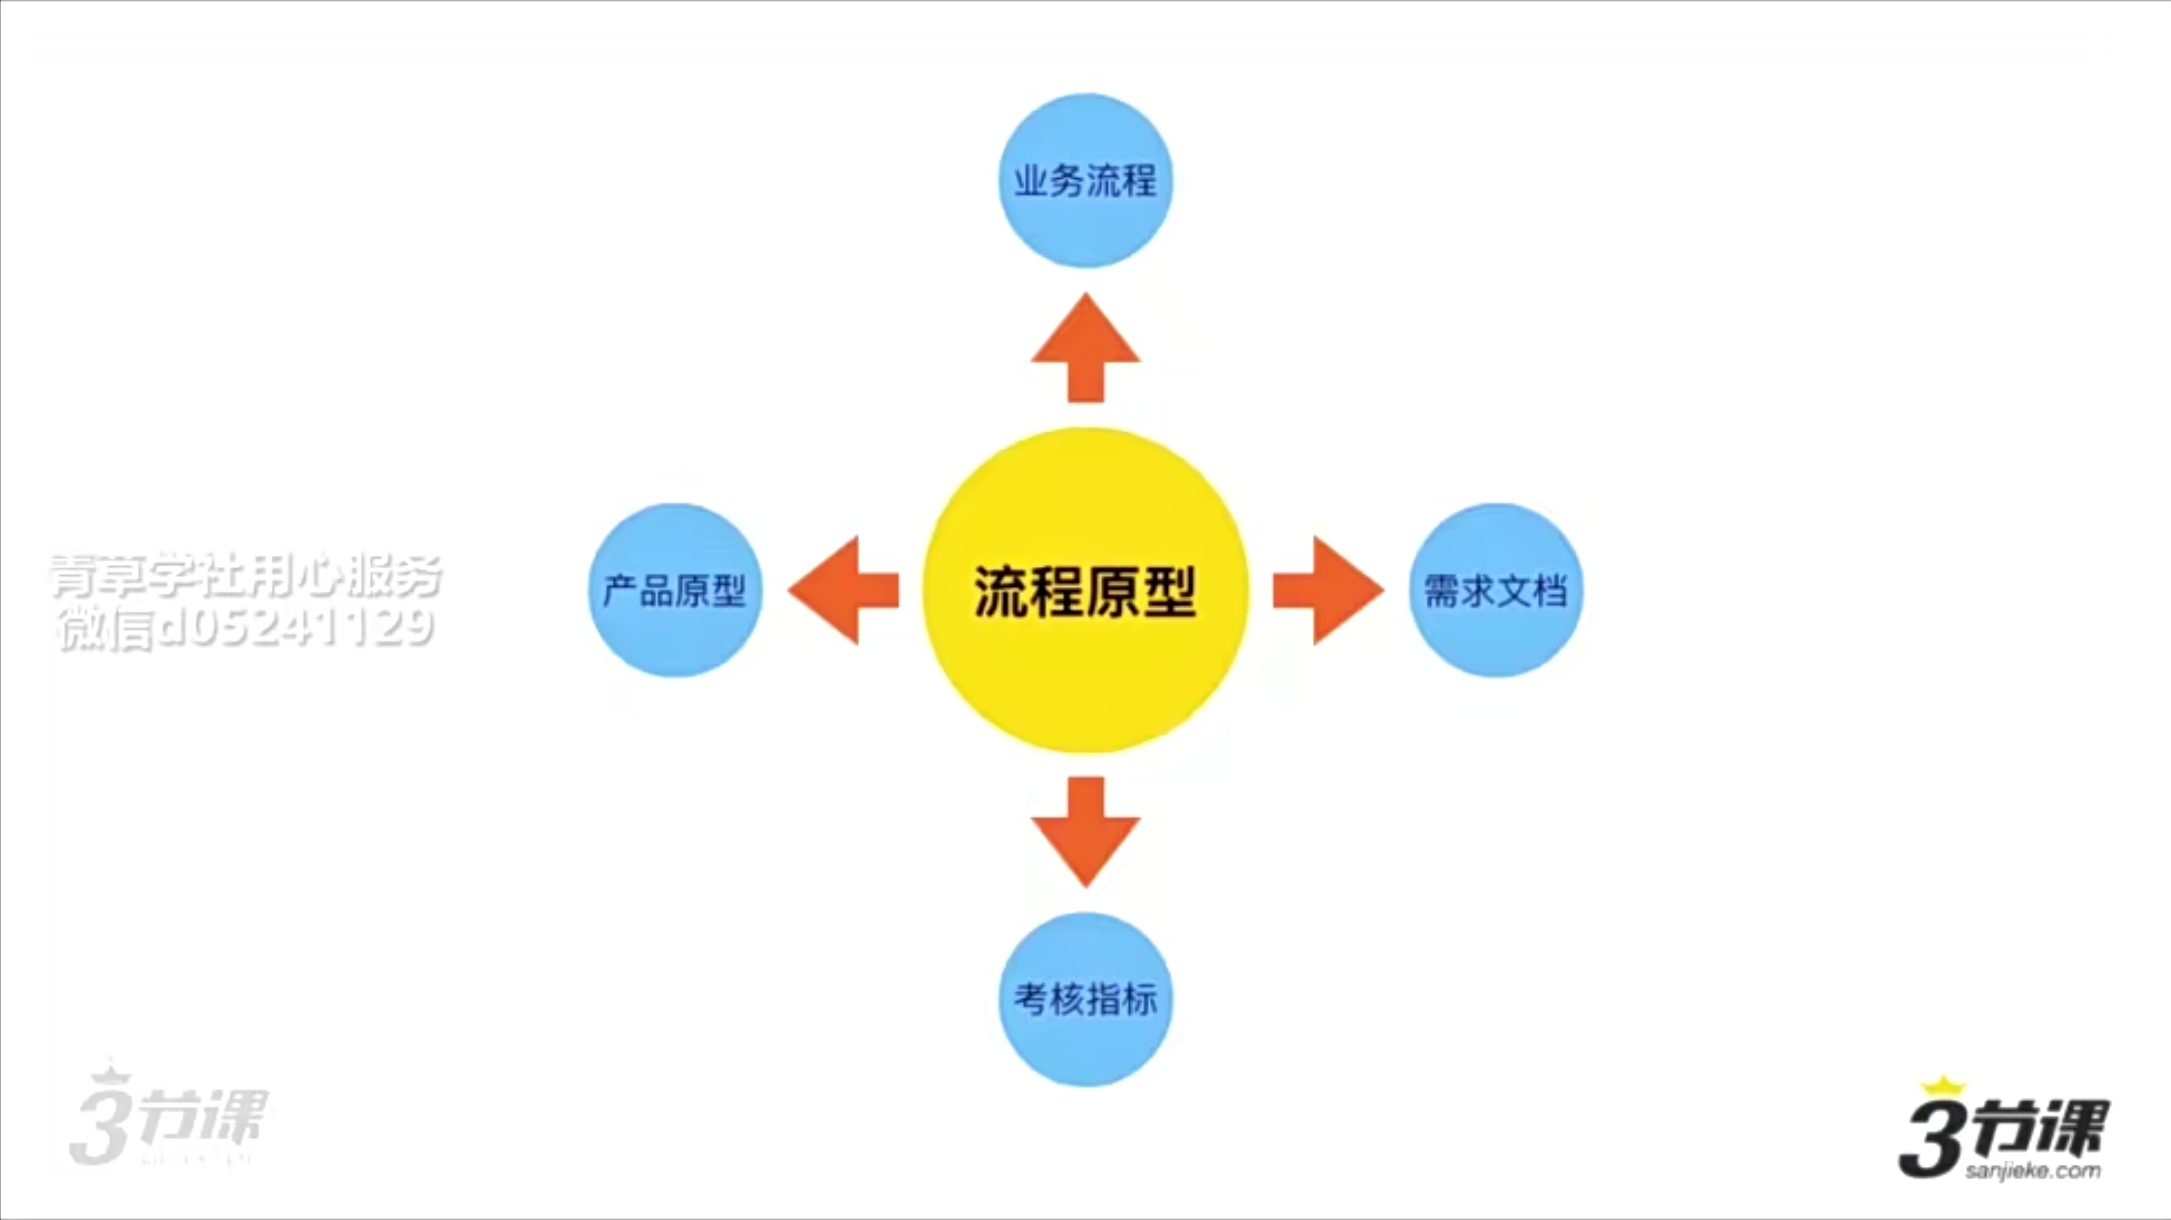 业务流程
产品原型
流程原型
需求文档
青草学社用心服务
微信d05241129
考核指标
3节课
3节课
sanjieke.com